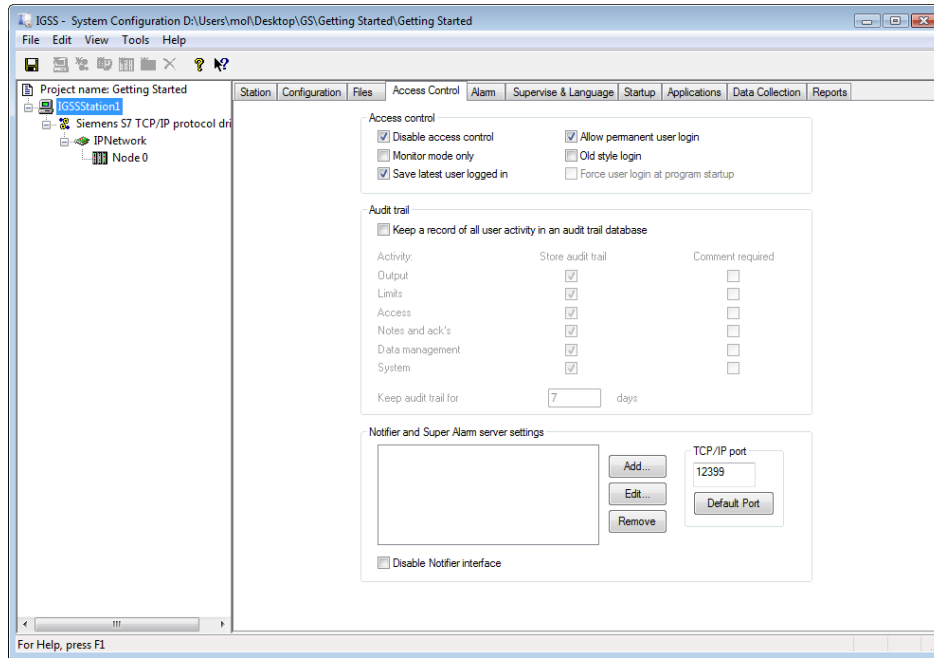 IGSS - System Configuration D:\Users\mol\Desktop\GS\Getting Started\Getting Started
File Edit View Tools Help
Project name: Getting Started
IGSSStation1
Siemens S7 TCP/IP protocol dri
IPNetwork
Node 0
Station Configuration Files Access Control Alarm Supervise & Language Startup Applications Data Collection Reports
Access control
Disable access control Allow permanent user login
Monitor mode only Old style login
Save latest user logged in Force user login at program startup
Audit trail
Keep a record of all user activity in an audit trail database
Activity: Store audit trail Comment required
Output
Limits
Access
Notes and ack's
Data management
System
Keep audit trail for 7 days
Notifier and Super Alarm server settings
Add...
Edit...
Remove
TCP/IP port
12399
Default Port
Disable Notifier interface
For Help, press F1